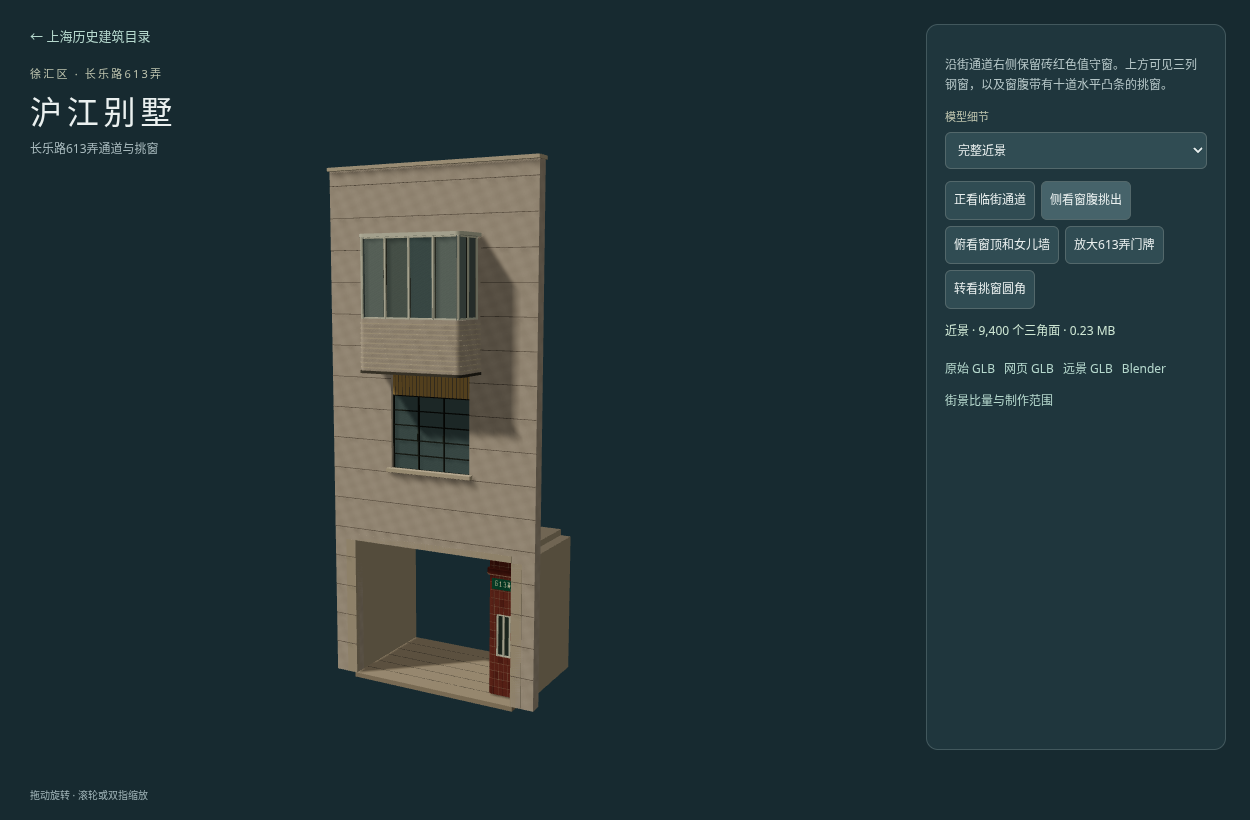 ← 上海历史建筑目录
徐汇区 · 长乐路613弄
沪江别墅
长乐路613弄通道与挑窗
沿街通道右侧保留砖红色值守窗。上方可见三列
钢窗，以及窗腹带有十道水平凸条的挑窗。
模型细节
完整近景
正看临街通道 侧看窗腹挑出
俯看窗顶和女儿墙 放大613弄门牌
转看挑窗圆角
近景 · 9,400 个三角面 · 0.23 MB
原始 GLB 网页 GLB 远景 GLB Blender
街景比量与制作范围
613
拖动旋转 · 滚轮或双指缩放